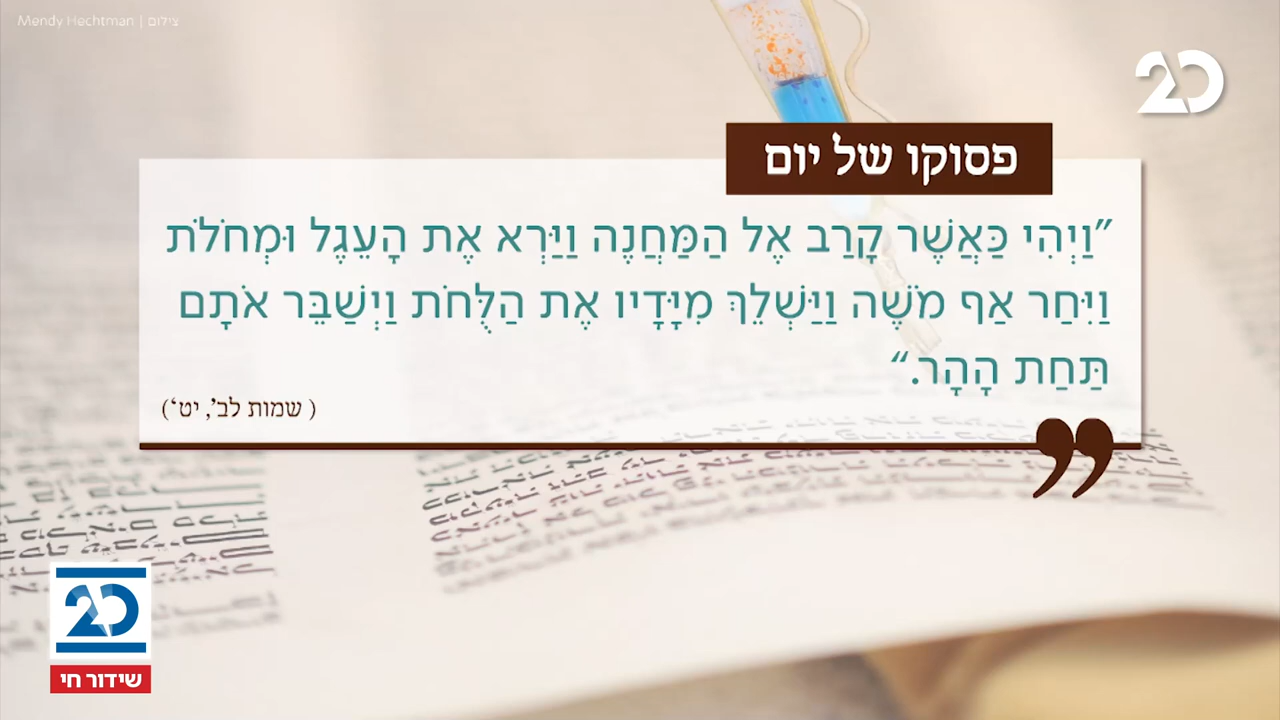 Mendy Hechtman | צילום
20
פסוקו של יום
"וַיְהִי כַּאֲשֶׁר קָרַב אֶל הַמַּחֲנֶה וַיַּרְא אֶת הָעֵגֶל וּמְחֹלֹת
וַיִּחַר אַף מֹשֶׁה וַיַּשְׁלֵךְ מִיָּדָיו אֶת הַלֻּחֹת וַיְשַׁבֵּר אֹתָם
תַּחַת הָהָר."
( שמות לב', יט')
20
שידור חי